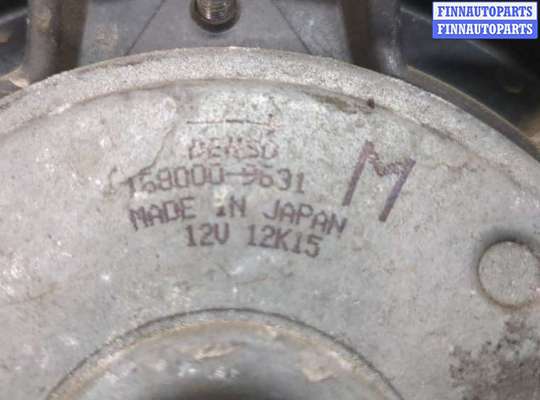 FINNAUTOPARTS
FINNAUTOPARTS
DENSO
168000-9631
MADE IN JAPAN
12V 12K15
M